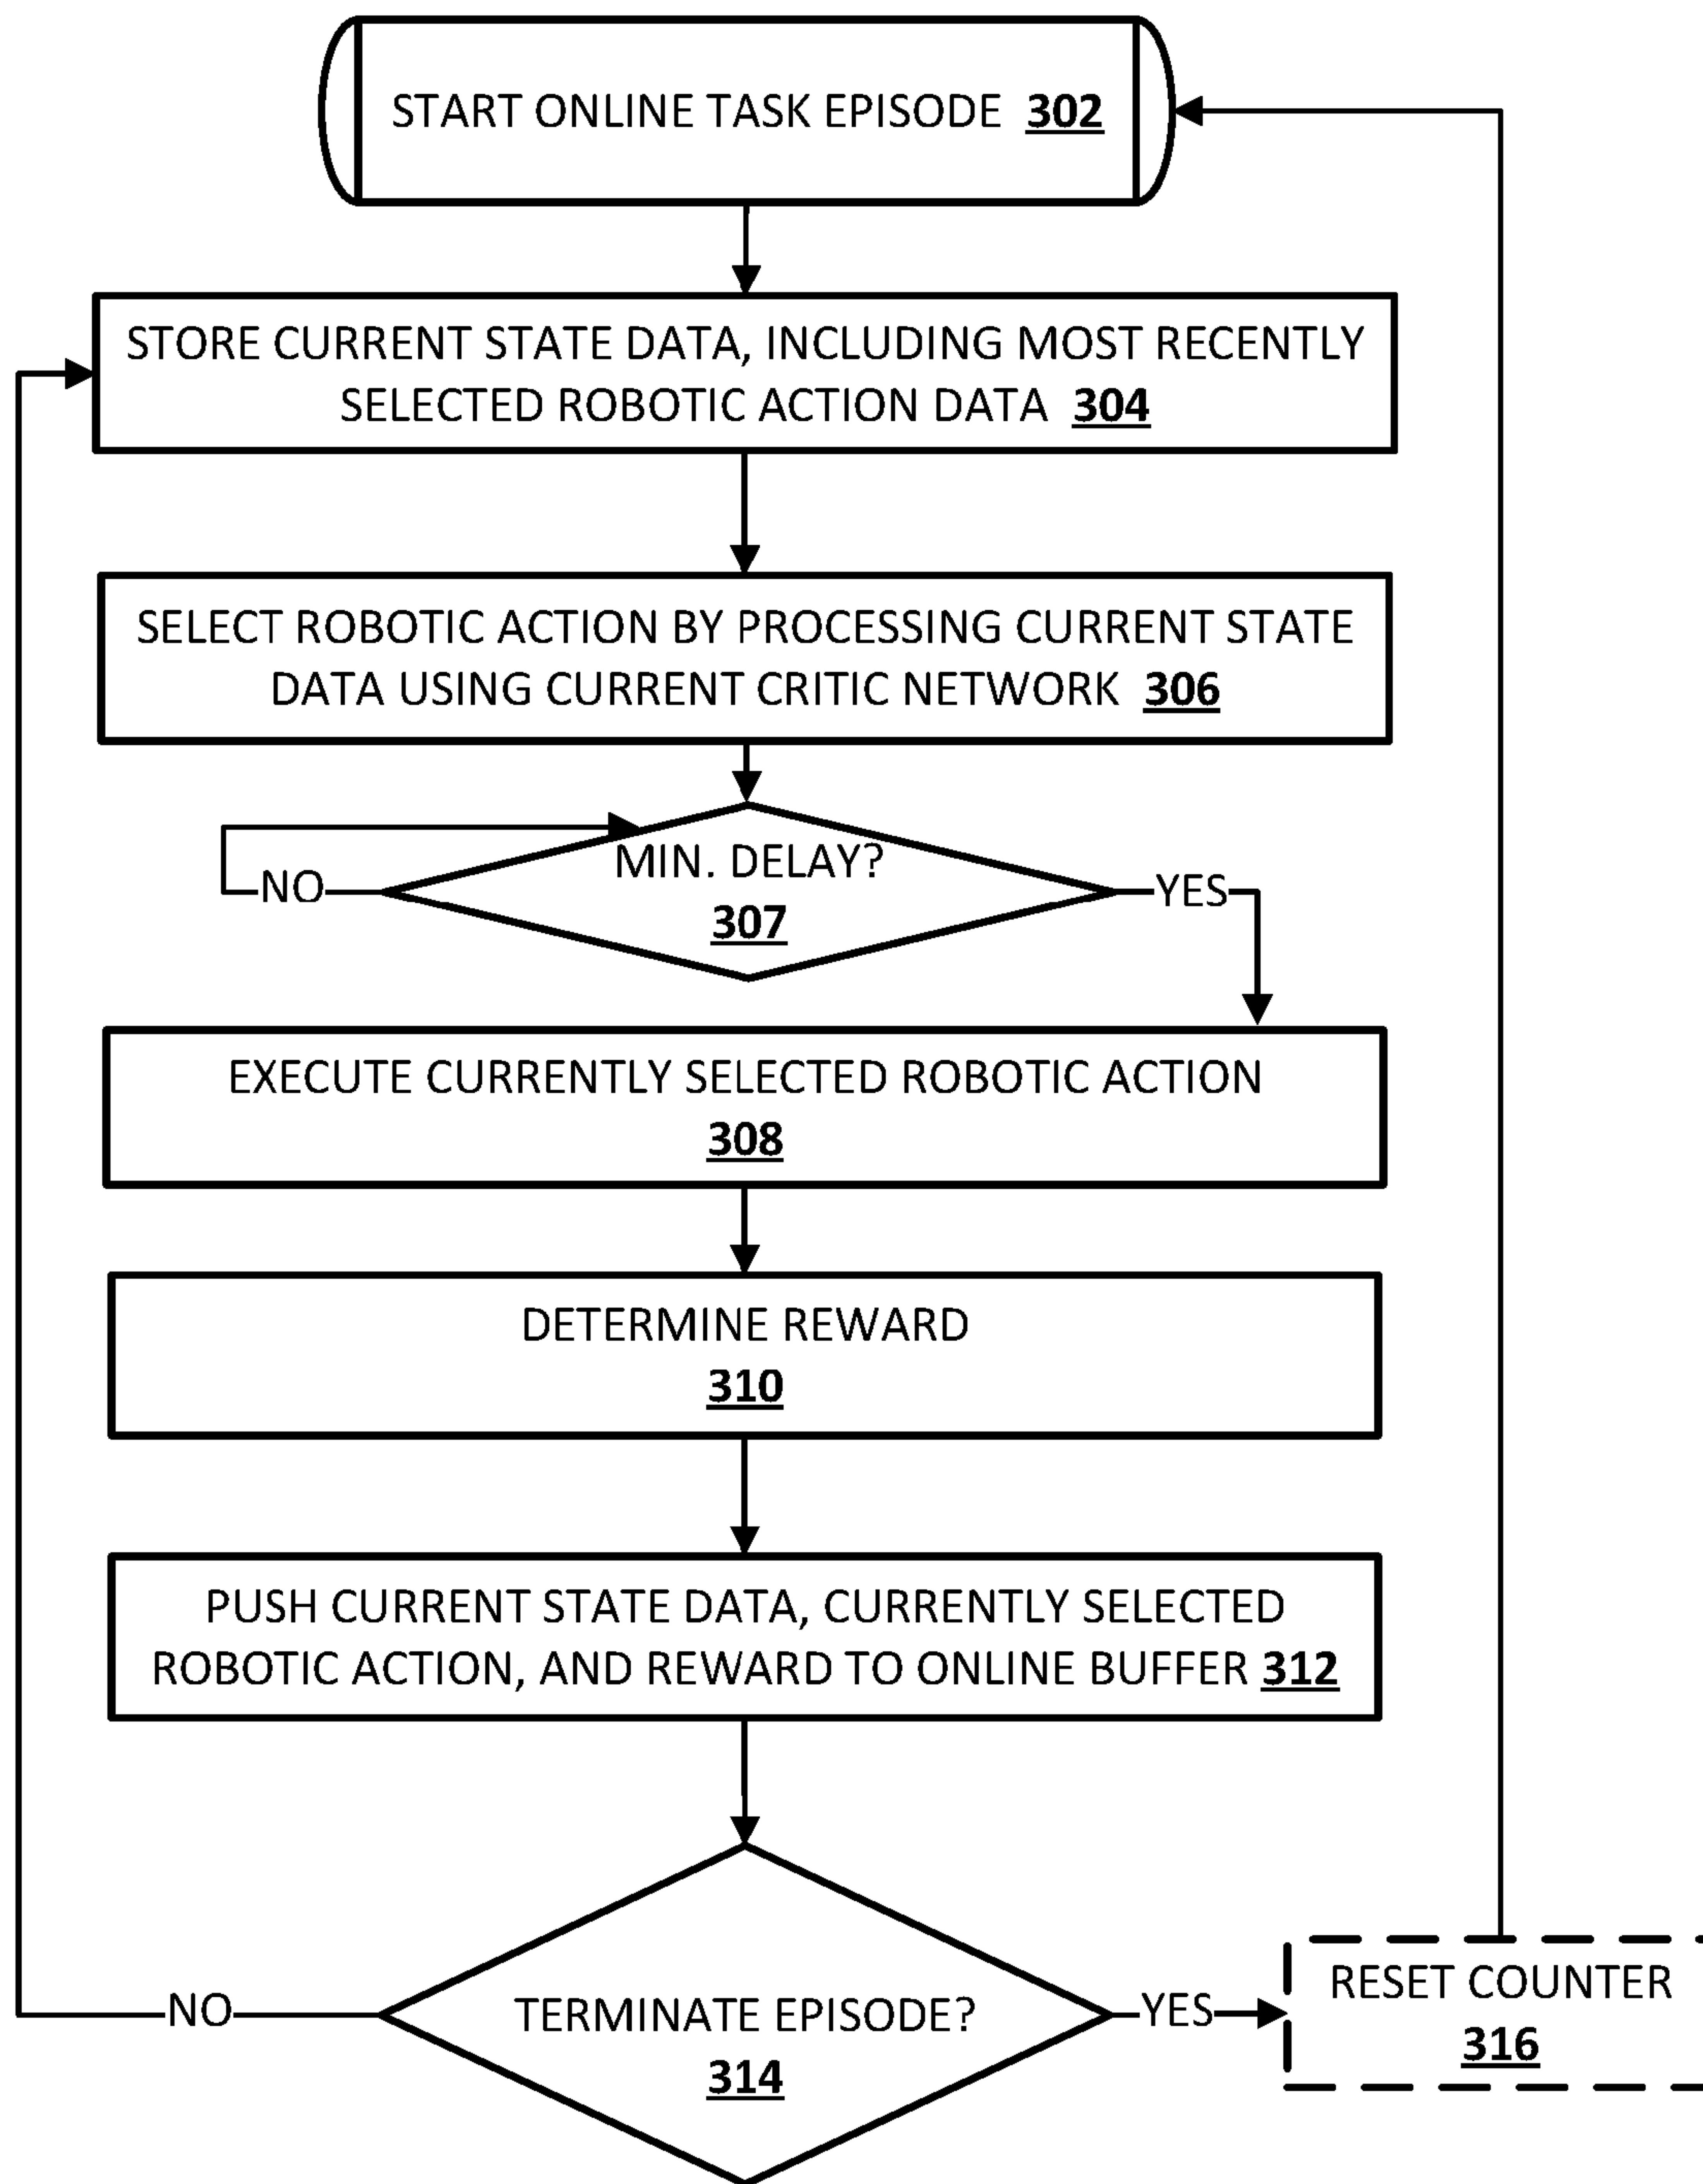 START ONLINE TASK EPISODE 302
STORE CURRENT STATE DATA, INCLUDING MOST RECENTLY
SELECTED ROBOTIC ACTION DATA 304
SELECT ROBOTIC ACTION BY PROCESSING CURRENT STATE
DATA USING CURRENT CRITIC NETWORK 306
MIN. DELAY?
307
NO
YES
EXECUTE CURRENTLY SELECTED ROBOTIC ACTION
308
DETERMINE REWARD
310
PUSH CURRENT STATE DATA, CURRENTLY SELECTED
ROBOTIC ACTION, AND REWARD TO ONLINE BUFFER 312
TERMINATE EPISODE?
314
NO
YES
RESET COUNTER
316